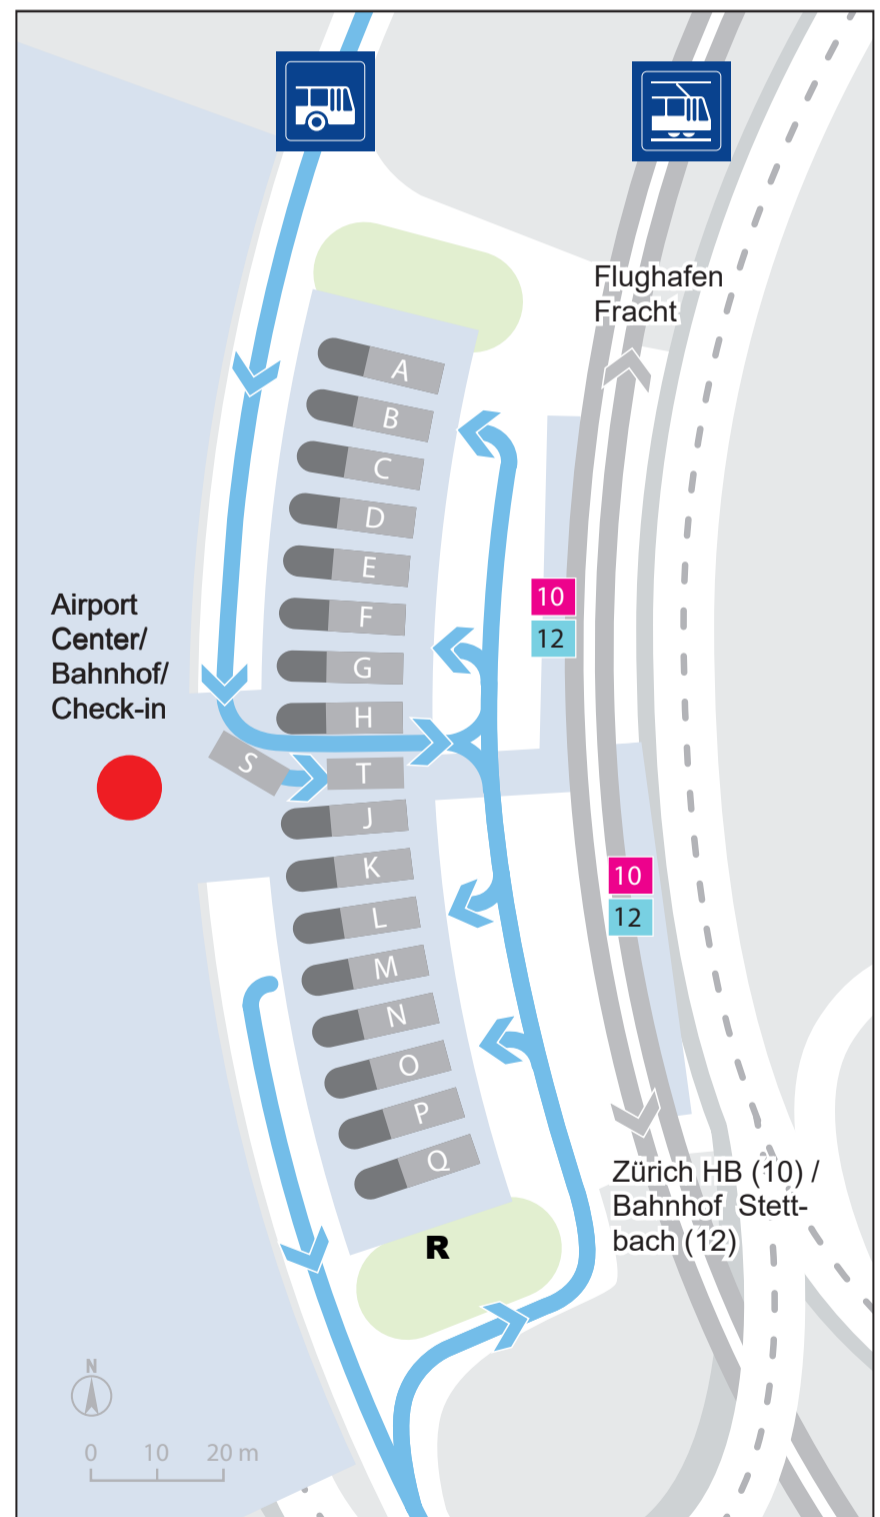 Flughafen
Fracht
A
B
C
D
E
F
G
H
S
T
J
K
L
M
N
O
P
Q
R
10
12
Airport
Center/
Bahnhof/
Check-in
10
12
Zürich HB (10) /
Bahnhof Stett-
bach (12)
N
0 10 20 m